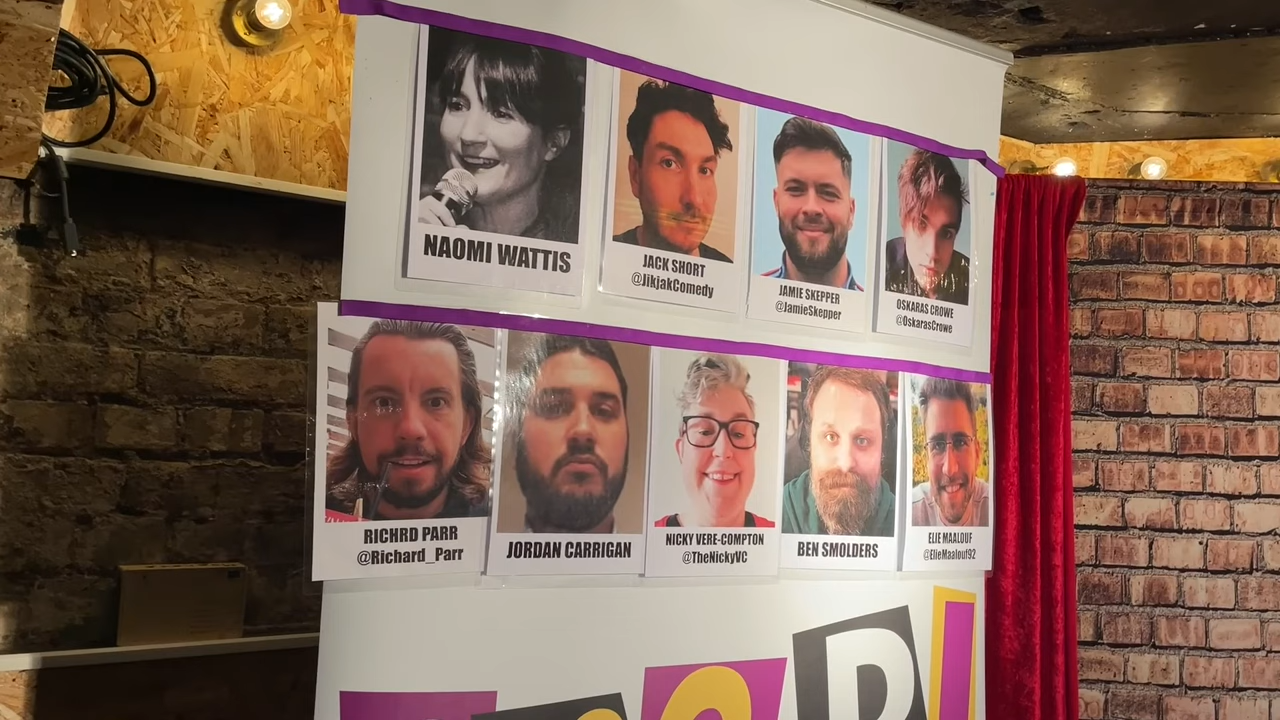 NAOMI WATTIS
JACK SHORT
@JikjakComedy
JAMIE SKEPPER
@JamieSkepper
OSKARAS CROWE
@OskarasCrowe
RICHRD PARR
@Richard_Parr
JORDAN CARRIGAN
NICKY VERE-COMPTON
@TheNickyVC
BEN SMOLDERS
ELIE MAALOUF
@ElieMaalouf92